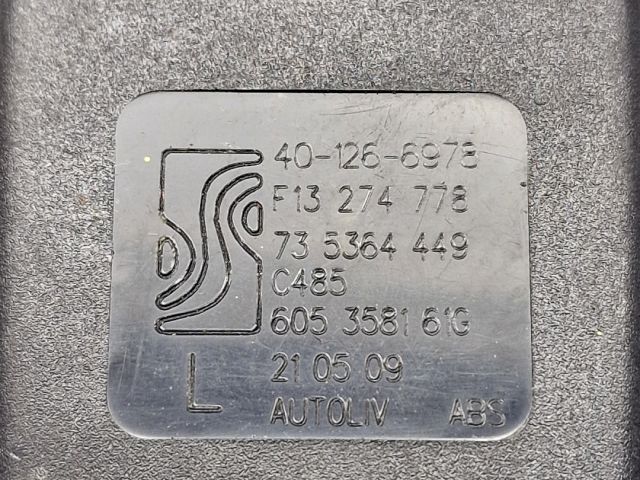 40-126-6978
F13 274 778
73 5364 449
C485
605 3581 61G
L 21 05 09
AUTOLIV ABS